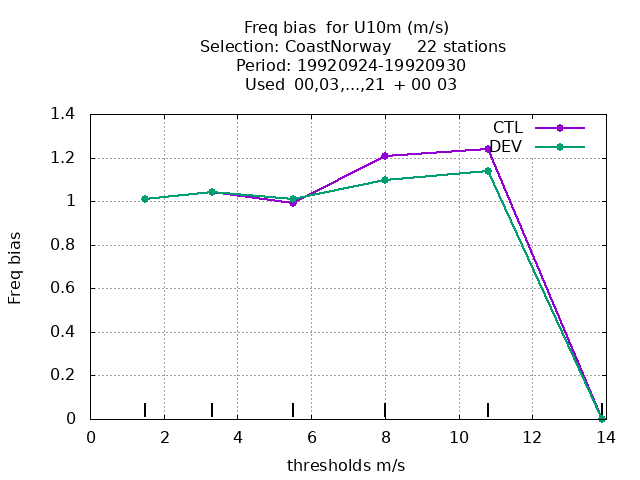 Freq bias  for U10m (m/s)
Selection: CoastNorway     22 stations
Period: 19920924-19920930
Used  00,03,...,21  + 00 03
CTL
DEV
1.4
1.2
1
0.8
0.6
0.4
0.2
0
Freq bias
0 2 4 6 8 10 12 14
thresholds m/s